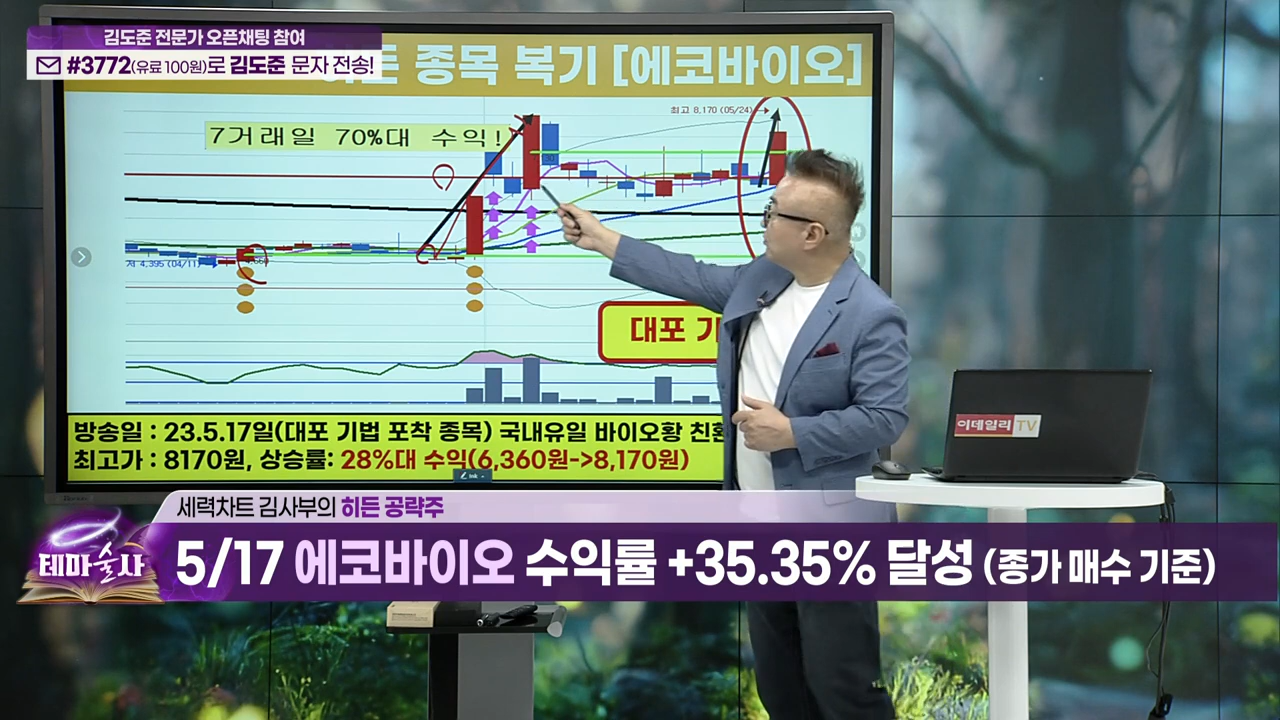 김도준 전문가 오픈채팅 참여
#3772(유료 100원)로 김도준 문자 전송!
종목 복기 [에코바이오]
최고 8,170 (05/24)
7거래일 70%대 수익!
저 4,395 (04/11)
대포 기
방송일 : 23.5.17일(대포 기법 포착 종목) 국내유일 바이오황 친환
최고가 : 8170원, 상승률: 28%대 수익(6,360원->8,170원)
Ink
이데일리 TV
세력차트 김사부의 히든 공략주
테마술사
5/17 에코바이오 수익률 +35.35% 달성 (종가 매수 기준)